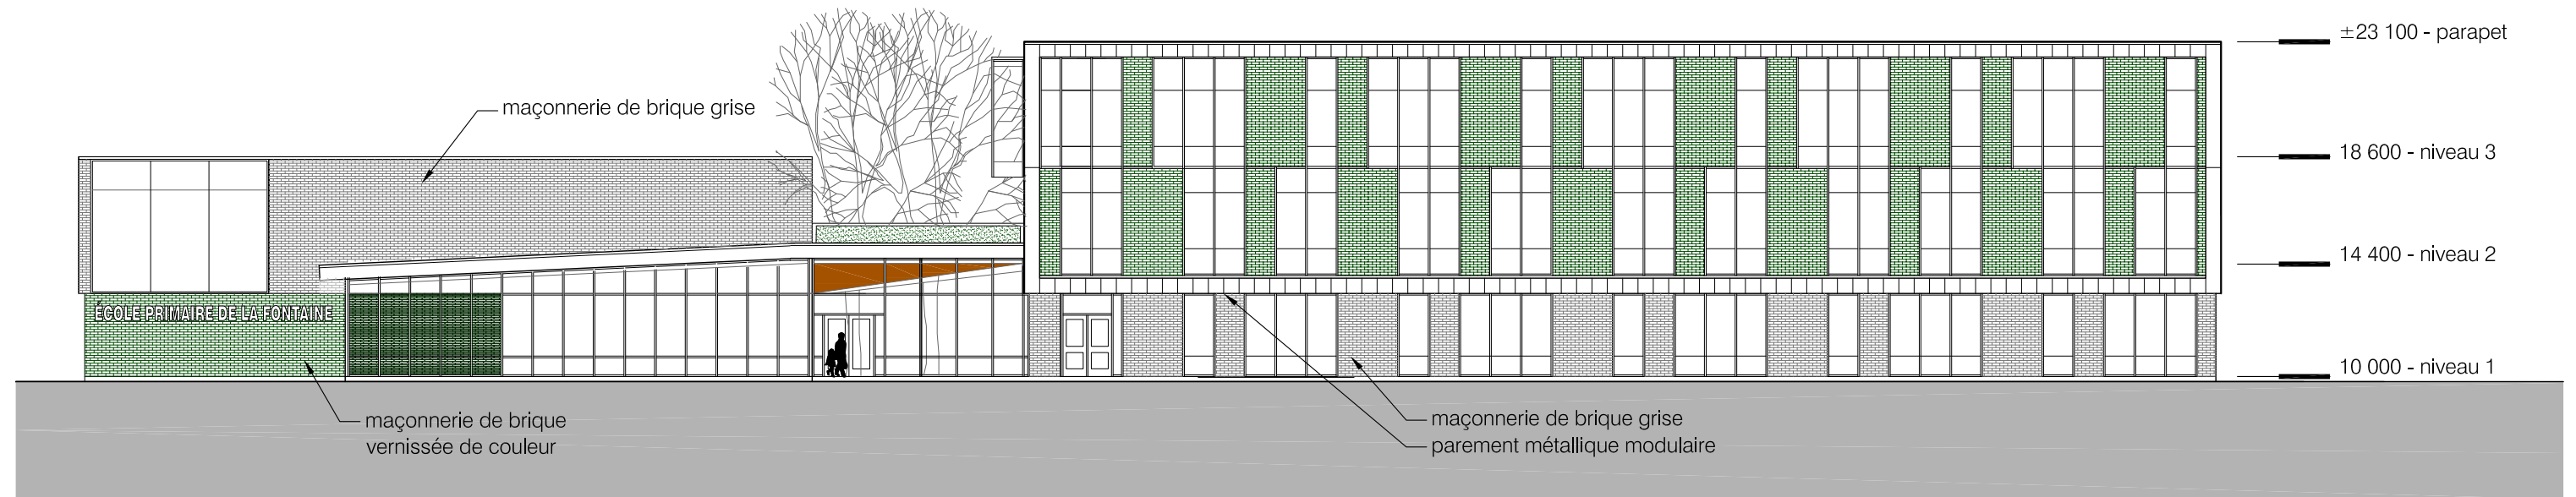 ±23 100 - parapet
maçonnerie de brique grise
18 600 - niveau 3
14 400 - niveau 2
ÉCOLE PRIMAIRE DE LA FONTAINE
10 000 - niveau 1
maçonnerie de brique
vernissée de couleur
maçonnerie de brique grise
parement métallique modulaire